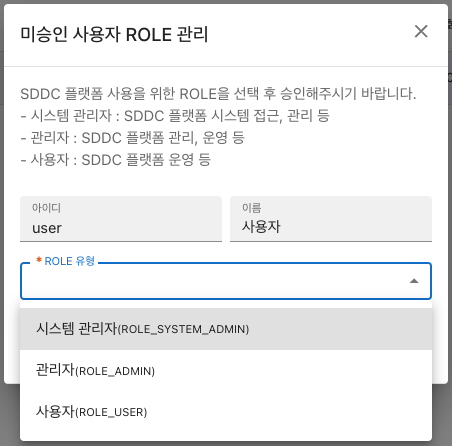 미승인 사용자 ROLE 관리
SDDC 플랫폼 사용을 위한 ROLE을 선택 후 승인해주시기 바랍니다.
- 시스템 관리자 : SDDC 플랫폼 시스템 접근, 관리 등
- 관리자 : SDDC 플랫폼 관리, 운영 등
- 사용자 : SDDC 플랫폼 운영 등
아이디
user
이름
사용자
* ROLE 유형
시스템 관리자(ROLE_SYSTEM_ADMIN)
관리자(ROLE_ADMIN)
사용자(ROLE_USER)